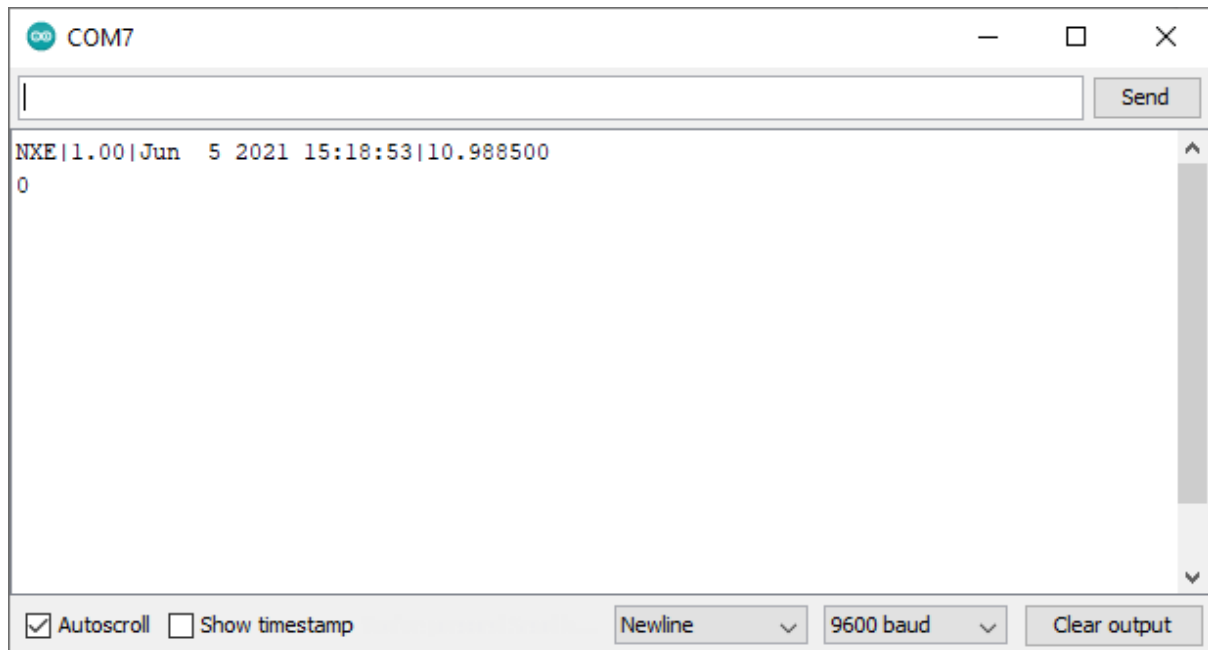 COM7
Send
NXE|1.00|Jun  5 2021 15:18:53|10.988500
0
Autoscroll Show timestamp Newline 9600 baud Clear output